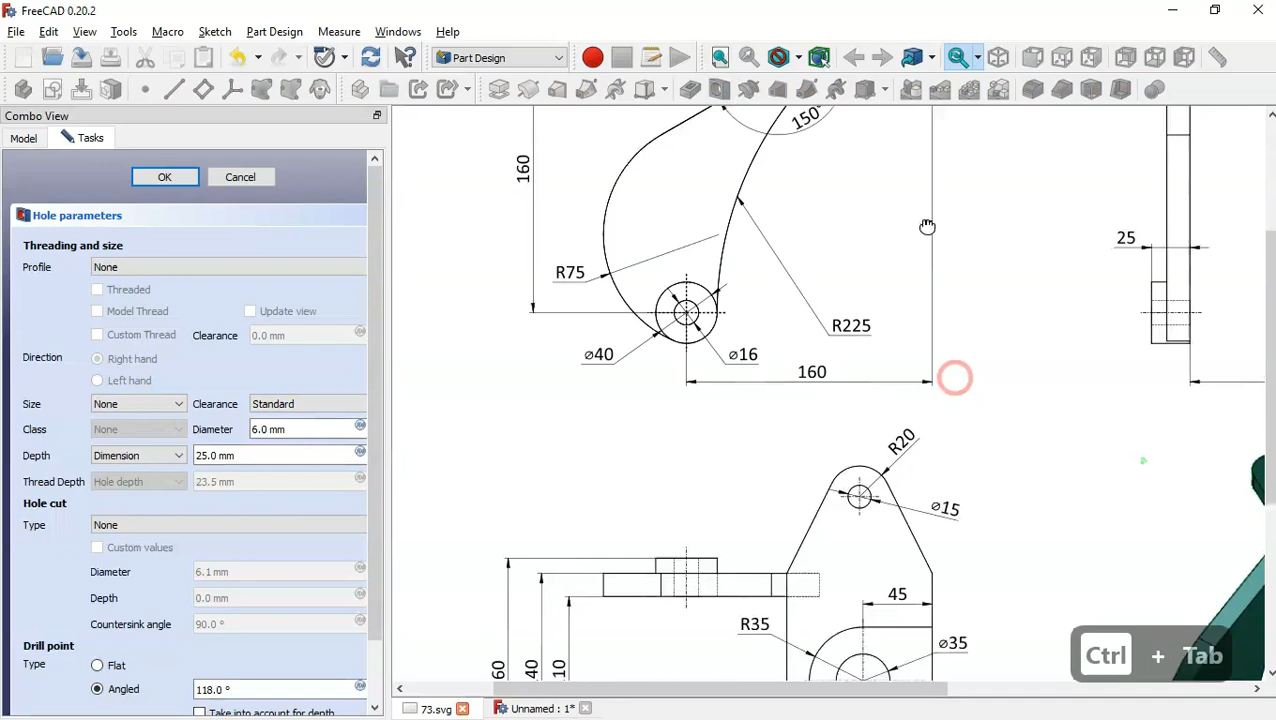 FreeCAD 0.20.2
File Edit View Tools Macro Sketch Part Design Measure Windows Help
Part Design
Combo View
Model Tasks
OK Cancel
Hole parameters
Threading and size
Profile None
Threaded
Model Thread Update view
Custom Thread Clearance 0.0 mm
Direction Right hand
Left hand
Size None Clearance Standard
Class None Diameter 6.0 mm
Depth Dimension 25.0 mm
Thread Depth Hole depth 23.5 mm
Hole cut
Type None
Custom values
Diameter 6.1 mm
Depth 0.0 mm
Countersink angle 90.0 °
Drill point
Type Flat
Angled 118.0 °
Take into account for depth
150°
160
25
R75
R225
⌀40 ⌀16
160
R20
⌀15
45
R35
⌀35
60
40
10
Ctrl + Tab
73.svg Unnamed : 1*